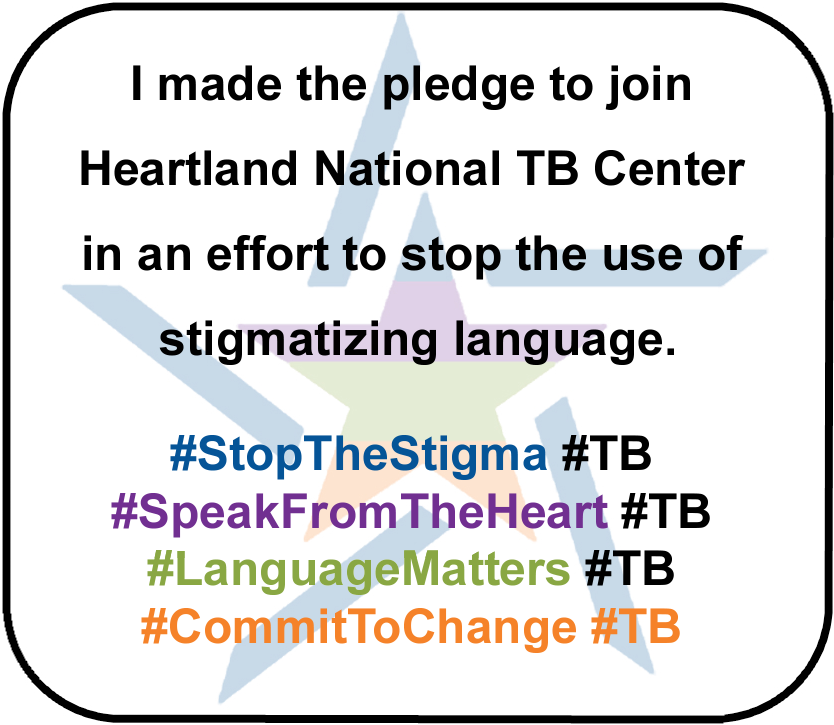 I made the pledge to join
Heartland National TB Center
in an effort to stop the use of
stigmatizing language.
#StopTheStigma #TB
#SpeakFromTheHeart #TB
#LanguageMatters #TB
#CommitToChange #TB